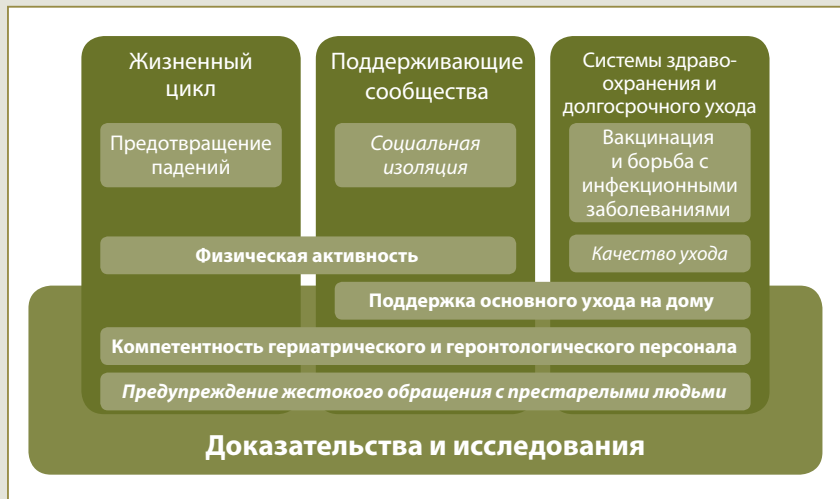 Жизненный
цикл
Поддерживающие
сообщества
Системы здраво-
охранения и
долгосрочного ухода
Предотвращение
падений
Социальная
изоляция
Вакцинация
и борьба с
инфекционными
заболеваниями
Физическая активность
Качество ухода
Поддержка основного ухода на дому
Компетентность гериатрического и геронтологического персонала
Предупреждение жестокого обращения с престарелыми людьми
Доказательства и исследования